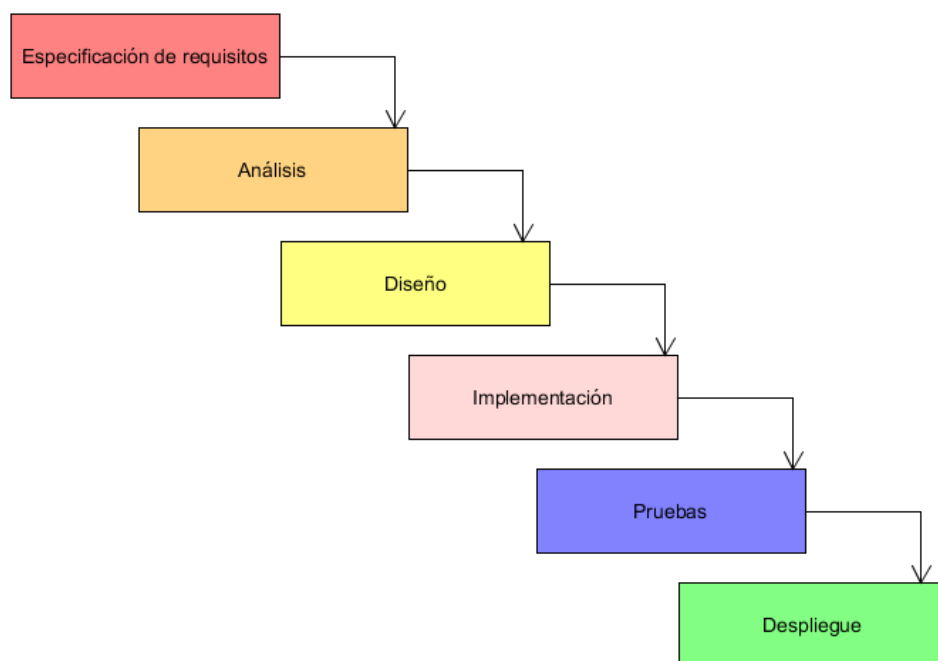 Especificación de requisitos
Análisis
Diseño
Implementación
Pruebas
Despliegue